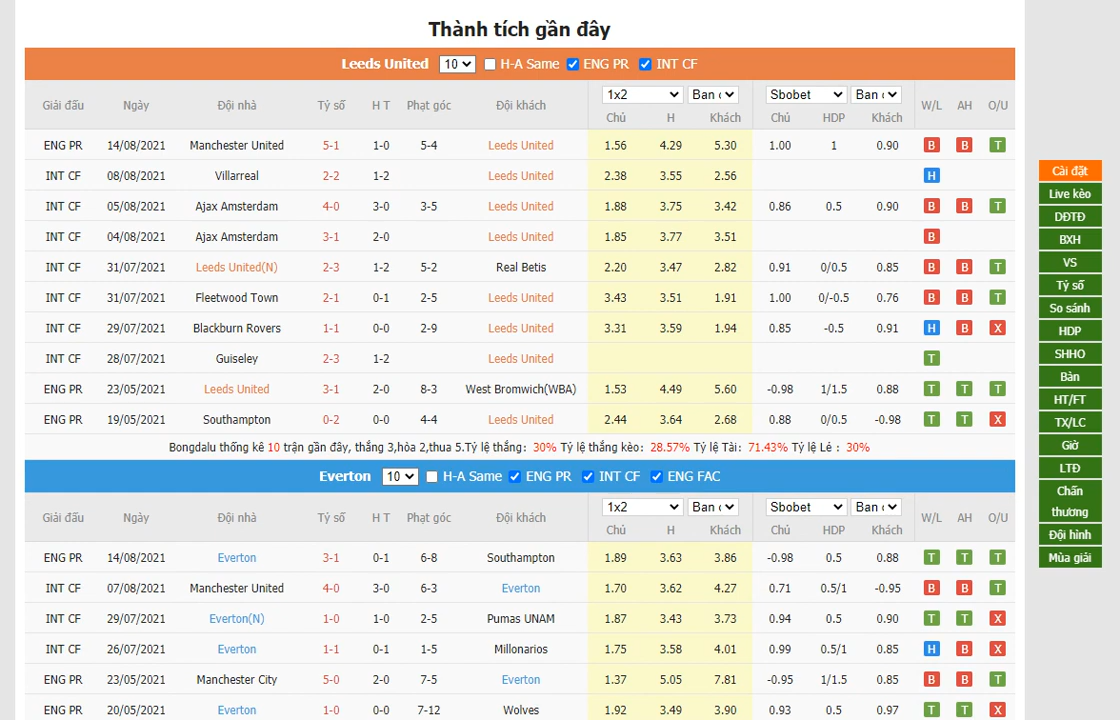 Thành tích gần đây
Leeds United 10 H-A Same ENG PR INT CF
Giải đấu Ngày Đội nhà Tỷ số H T Phạt góc Đội khách 1x2 Ban Sbobet Ban W/L AH O/U
Chủ H Khách Chủ HDP Khách
ENG PR 14/08/2021 Manchester United 5-1 1-0 5-4 Leeds United 1.56 4.29 5.30 1.00 1 0.90 B B T
INT CF 08/08/2021 Villarreal 2-2 1-2 Leeds United 2.38 3.55 2.56 H
INT CF 05/08/2021 Ajax Amsterdam 4-0 3-0 3-5 Leeds United 1.88 3.75 3.42 0.86 0.5 0.90 B B T
INT CF 04/08/2021 Ajax Amsterdam 3-1 2-0 Leeds United 1.85 3.77 3.51 B
INT CF 31/07/2021 Leeds United(N) 2-3 1-2 5-2 Real Betis 2.20 3.47 2.82 0.91 0/0.5 0.85 B B T
INT CF 31/07/2021 Fleetwood Town 2-1 0-1 2-5 Leeds United 3.43 3.51 1.91 1.00 0/-0.5 0.76 B B T
INT CF 29/07/2021 Blackburn Rovers 1-1 0-0 2-9 Leeds United 3.31 3.59 1.94 0.85 -0.5 0.91 H B X
INT CF 28/07/2021 Guiseley 2-3 1-2 Leeds United T
ENG PR 23/05/2021 Leeds United 3-1 2-0 8-3 West Bromwich(WBA) 1.53 4.49 5.60 -0.98 1/1.5 0.88 T T T
ENG PR 19/05/2021 Southampton 0-2 0-0 4-4 Leeds United 2.44 3.64 2.68 0.88 0/0.5 -0.98 T T X
Bongdalu thống kê 10 trận gần đây, thắng 3,hòa 2,thua 5.Tỷ lệ thắng: 30% Tỷ lệ thắng kèo: 28.57% Tỷ lệ Tài: 71.43% Tỷ lệ Lẻ : 30%
Everton 10 H-A Same ENG PR INT CF ENG FAC
Giải đấu Ngày Đội nhà Tỷ số H T Phạt góc Đội khách 1x2 Ban Sbobet Ban W/L AH O/U
Chủ H Khách Chủ HDP Khách
ENG PR 14/08/2021 Everton 3-1 0-1 6-8 Southampton 1.89 3.63 3.86 -0.98 0.5 0.88 T T T
INT CF 07/08/2021 Manchester United 4-0 3-0 6-3 Everton 1.70 3.62 4.27 0.71 0.5/1 -0.95 B B T
INT CF 29/07/2021 Everton(N) 1-0 1-0 2-5 Pumas UNAM 1.87 3.43 3.73 0.94 0.5 0.90 T T X
INT CF 26/07/2021 Everton 1-1 0-1 1-5 Millonarios 1.75 3.58 4.01 0.99 0.5/1 0.85 H B X
ENG PR 23/05/2021 Manchester City 5-0 2-0 7-5 Everton 1.37 5.05 7.81 -0.95 1/1.5 0.85 B B T
ENG PR 20/05/2021 Everton 1-0 0-0 7-12 Wolves 1.92 3.49 3.90 0.93 0.5 0.97 T T X
Cài đặt
Live kèo
DĐTĐ
BXH
VS
Tỷ số
So sánh
HDP
SHHO
Bàn
HT/FT
TX/LC
Giờ
LTĐ
Chấn
thương
Đội hình
Mùa giải